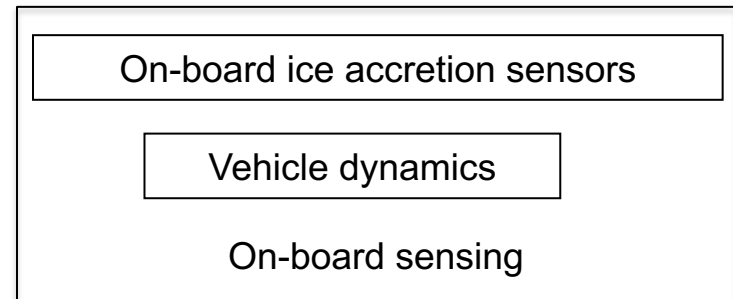 On-board ice accretion sensors
Vehicle dynamics
On-board sensing